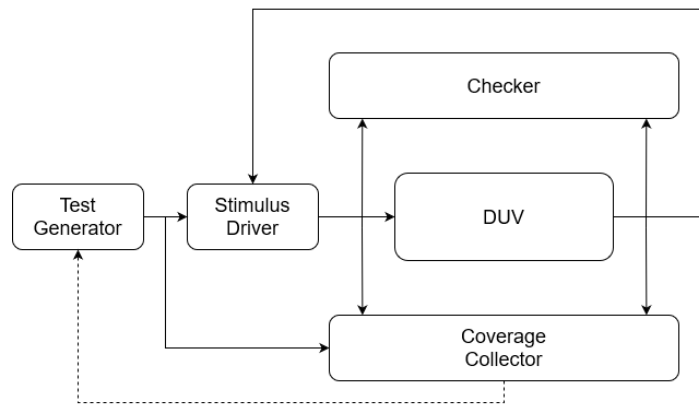 Checker
Test
Generator
Stimulus
Driver
DUV
Coverage
Collector